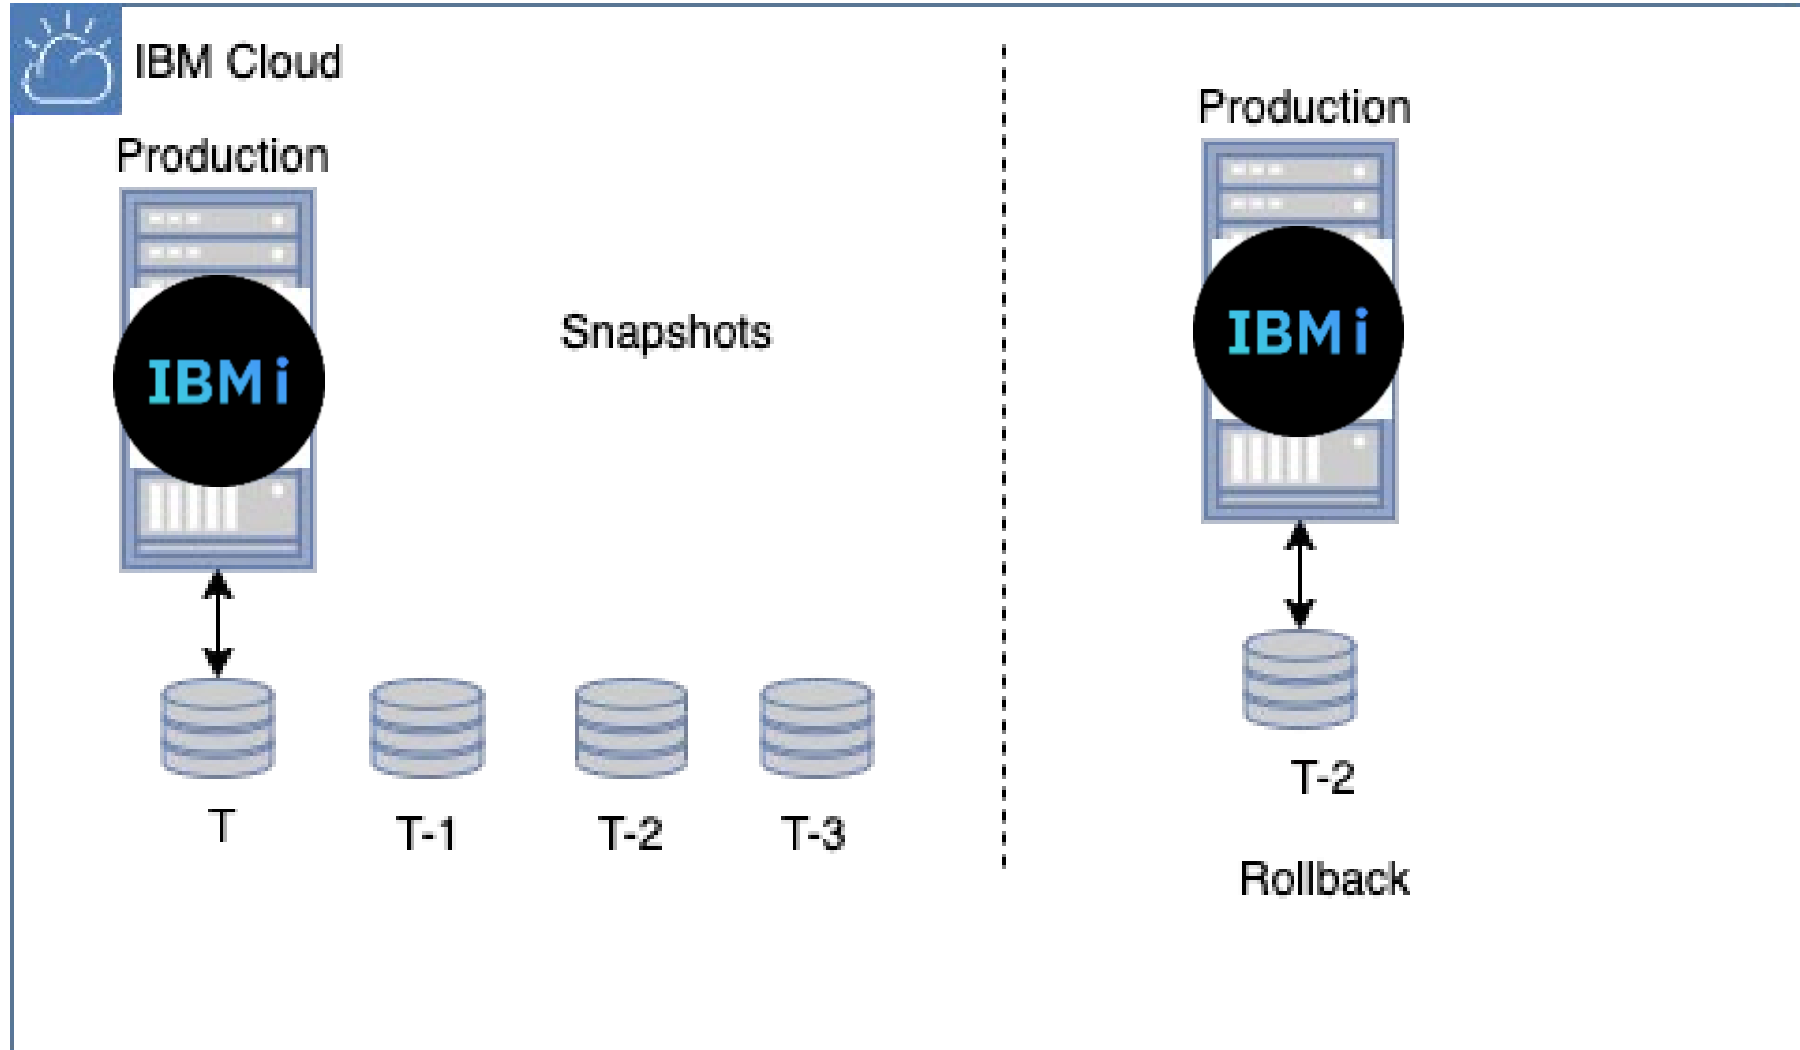 IBM Cloud
Production
IBM i
Snapshots
T
T-1
T-2
T-3
Production
IBM i
T-2
Rollback